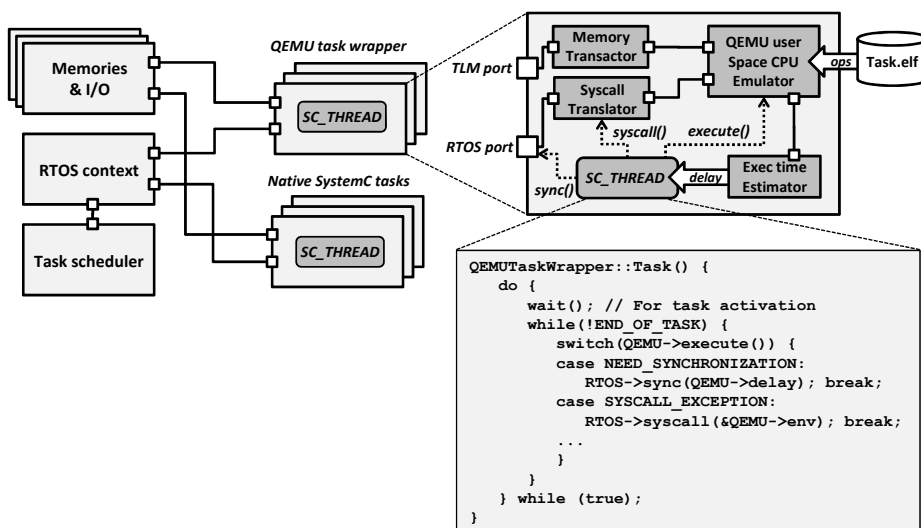 Memories
& I/O
RTOS context
Task scheduler
QEMU task wrapper
SC_THREAD
Native SystemC tasks
SC_THREAD
TLM port
RTOS port
Memory
Transactor
Syscall
Translator
QEMU user
Space CPU
Emulator
ops
Task.elf
syscall()
execute()
sync()
SC_THREAD
delay
Exec time
Estimator
QEMUTaskWrapper::Task() {
do {
wait(); // For task activation
while(!END_OF_TASK) {
switch(QEMU->execute()) {
case NEED_SYNCHRONIZATION:
RTOS->sync(QEMU->delay); break;
case SYSCALL_EXCEPTION:
RTOS->syscall(&QEMU->env); break;
...
}
}
} while (true);
}